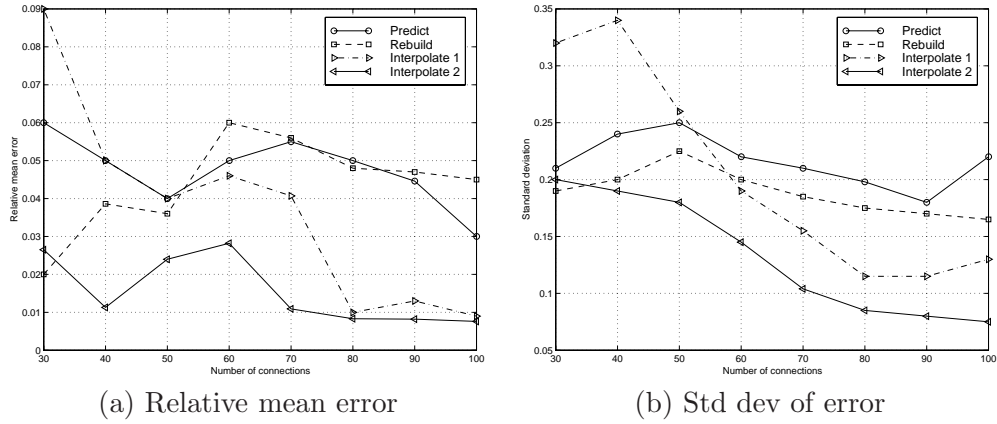 0.09
0.08
0.07
0.06
0.05
0.04
0.03
0.02
0.01
0
Relative mean error
30 40 50 60 70 80 90 100
Number of connections
Predict
Rebuild
Interpolate 1
Interpolate 2
(a) Relative mean error
0.35
0.3
0.25
0.2
0.15
0.1
0.05
Standard deviation
30 40 50 60 70 80 90 100
Number of connections
Predict
Rebuild
Interpolate 1
Interpolate 2
(b) Std dev of error